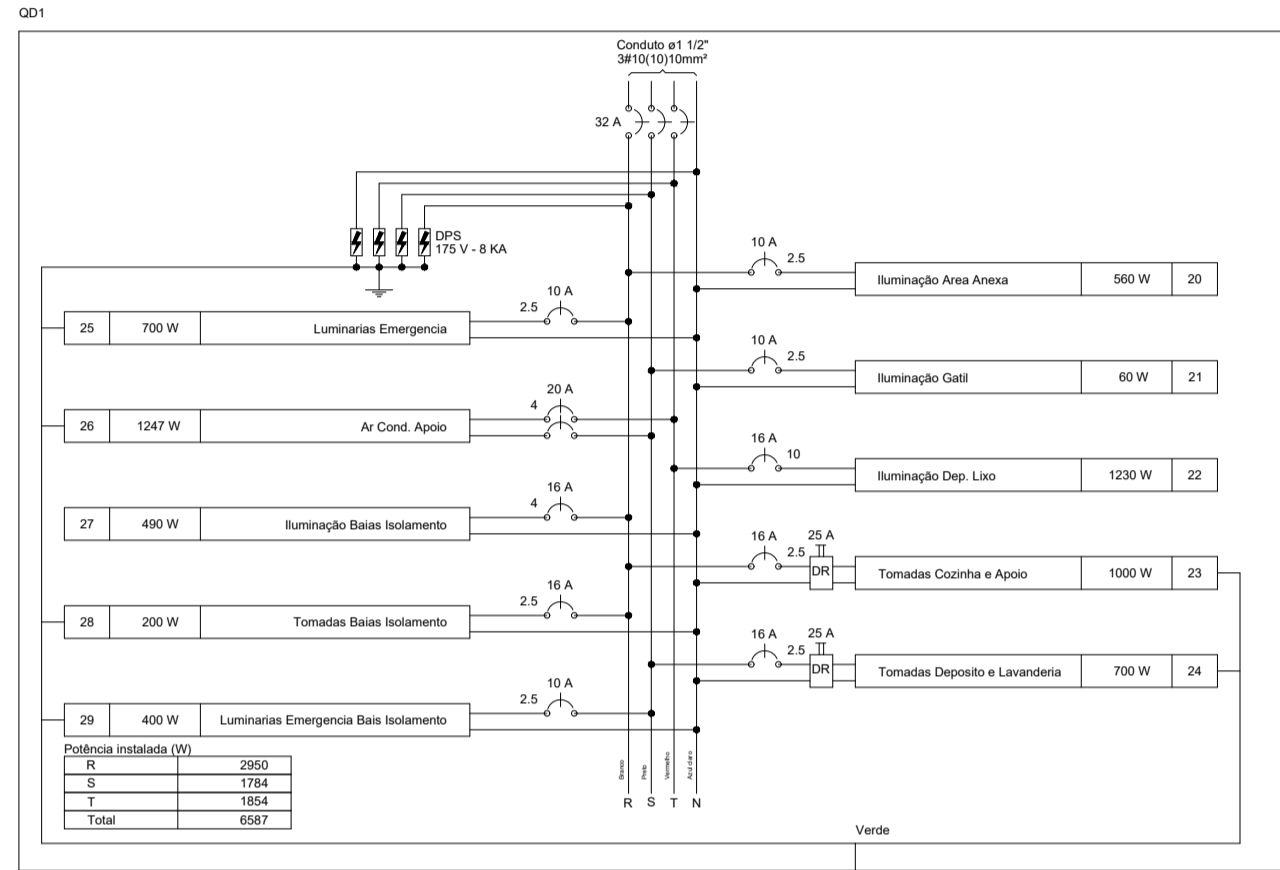 QD1
Conduto ø1 1/2"
3#10(10)10mm²
32 A
DPS
175 V - 8 KA
10 A
2.5
Iluminação Area Anexa 560 W 20
10 A
2.5
25 700 W Luminarias Emergencia
10 A
2.5
Iluminação Gatil 60 W 21
20 A
4
26 1247 W Ar Cond. Apoio
16 A
10
Iluminação Dep. Lixo 1230 W 22
16 A
4
27 490 W Iluminação Baias Isolamento
16 A 25 A
2.5
DR
Tomadas Cozinha e Apoio 1000 W 23
16 A
2.5
28 200 W Tomadas Baias Isolamento
16 A 25 A
2.5
DR
Tomadas Deposito e Lavanderia 700 W 24
10 A
2.5
29 400 W Luminarias Emergencia Bais Isolamento
Potência instalada (W)
R 2950
S 1784
T 1854
Total 6587
Branco Preto Vermelho Azul claro
R S T N
Verde